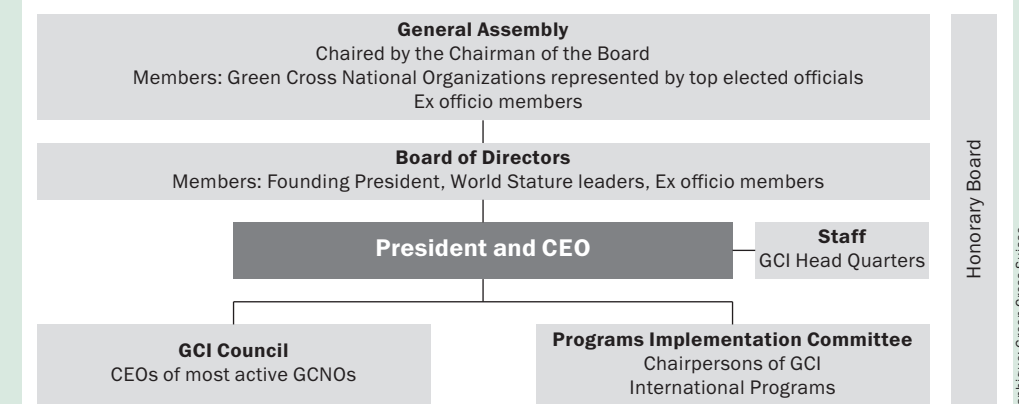 General Assembly
Chaired by the Chairman of the Board
Members: Green Cross National Organizations represented by top elected officials
Ex officio members
Board of Directors
Members: Founding President, World Stature leaders, Ex officio members
President and CEO
Staff
GCI Head Quarters
GCI Council
CEOs of most active GCNOs
Programs Implementation Committee
Chairpersons of GCI
International Programs
Honorary Board